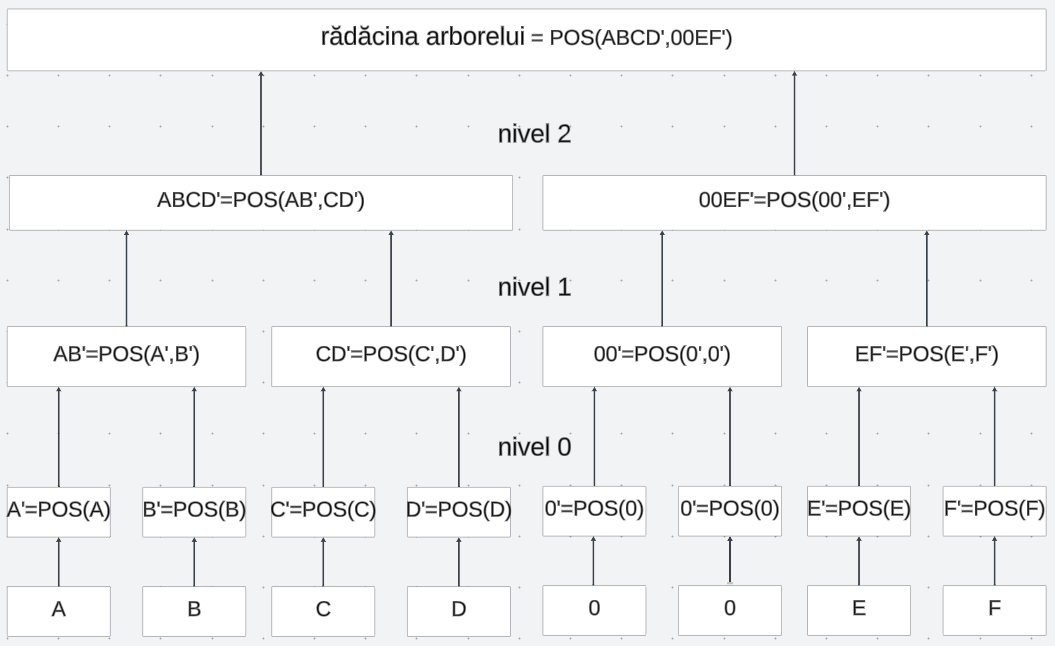 rădăcina arborelui = POS(ABCD',00EF')
nivel 2
ABCD'=POS(AB',CD')
00EF'=POS(00',EF')
nivel 1
AB'=POS(A',B')
CD'=POS(C',D')
00'=POS(0',0')
EF'=POS(E',F')
nivel 0
A'=POS(A)
B'=POS(B)
C'=POS(C)
D'=POS(D)
0'=POS(0)
0'=POS(0)
E'=POS(E)
F'=POS(F)
A
B
C
D
0
0
E
F